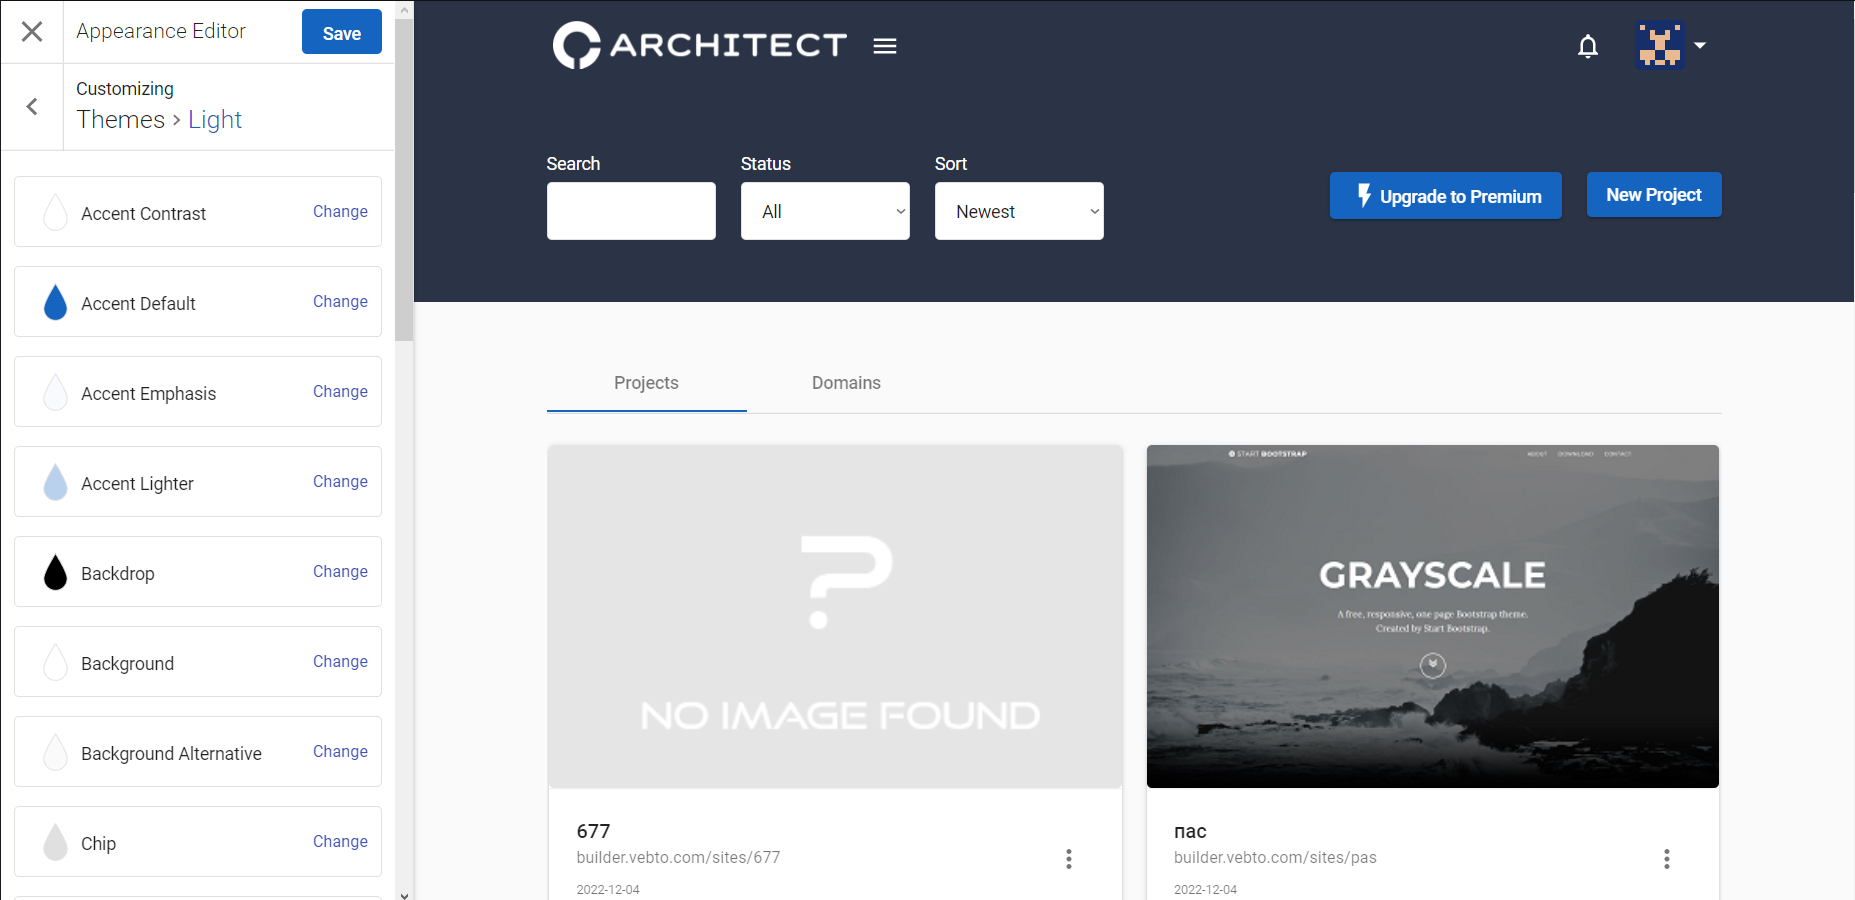 Appearance Editor
Save
Customizing
Themes › Light
Accent Contrast Change
Accent Default Change
Accent Emphasis Change
Accent Lighter Change
Backdrop Change
Background Change
Background Alternative Change
Chip Change
ARCHITECT
Search
Status
Sort
All
Newest
Upgrade to Premium
New Project
Projects
Domains
?
NO IMAGE FOUND
677
builder.vebto.com/sites/677
2022-12-04
START BOOTSTRAP
ABOUT DOWNLOAD CONTACT
GRAYSCALE
A free, responsive, one page Bootstrap theme.
Created by Start Bootstrap.
пас
builder.vebto.com/sites/pas
2022-12-04